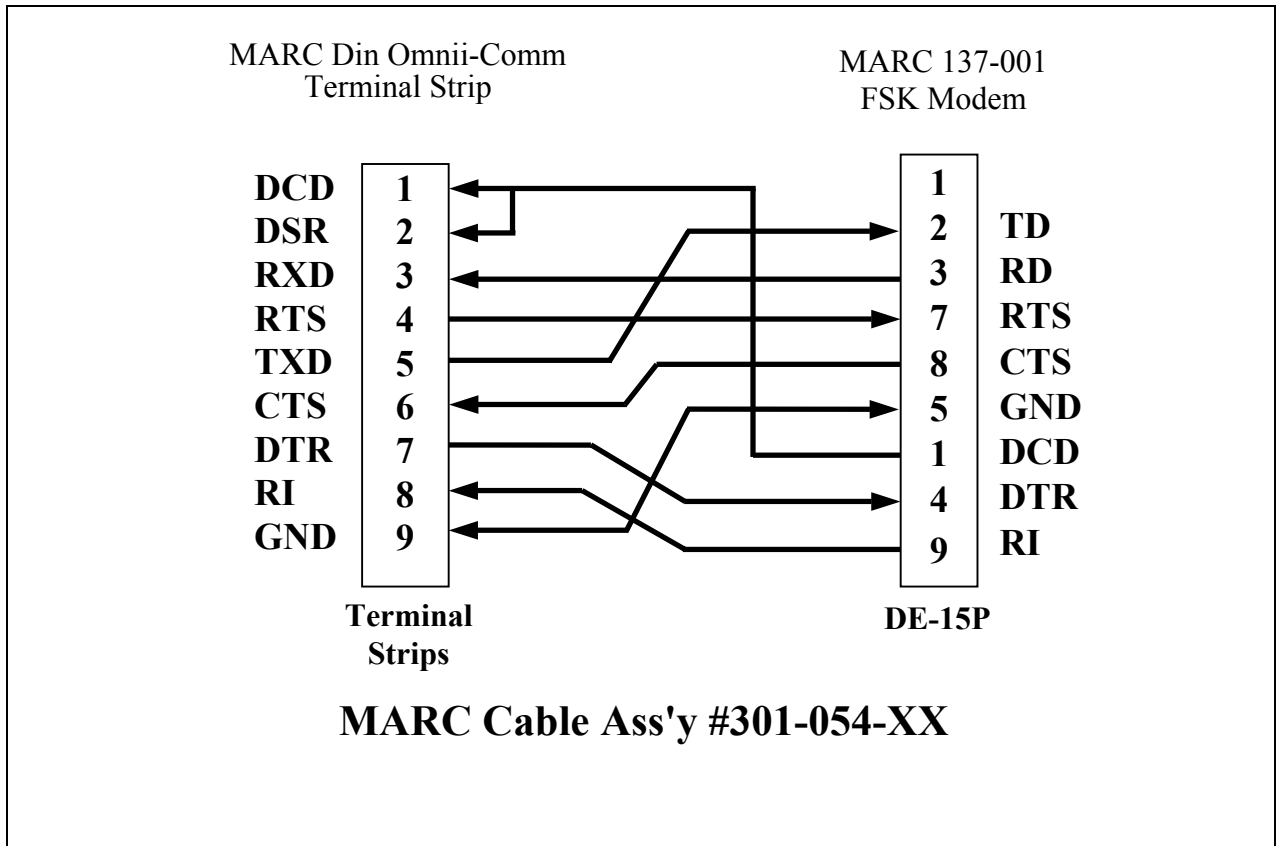 MARC Din Omnii-Comm
Terminal Strip
MARC 137-001
FSK Modem
DCD 1
DSR 2
RXD 3
RTS 4
TXD 5
CTS 6
DTR 7
RI 8
GND 9
1
2 TD
3 RD
7 RTS
8 CTS
5 GND
1 DCD
4 DTR
9 RI
Terminal
Strips
DE-15P
MARC Cable Ass'y #301-054-XX